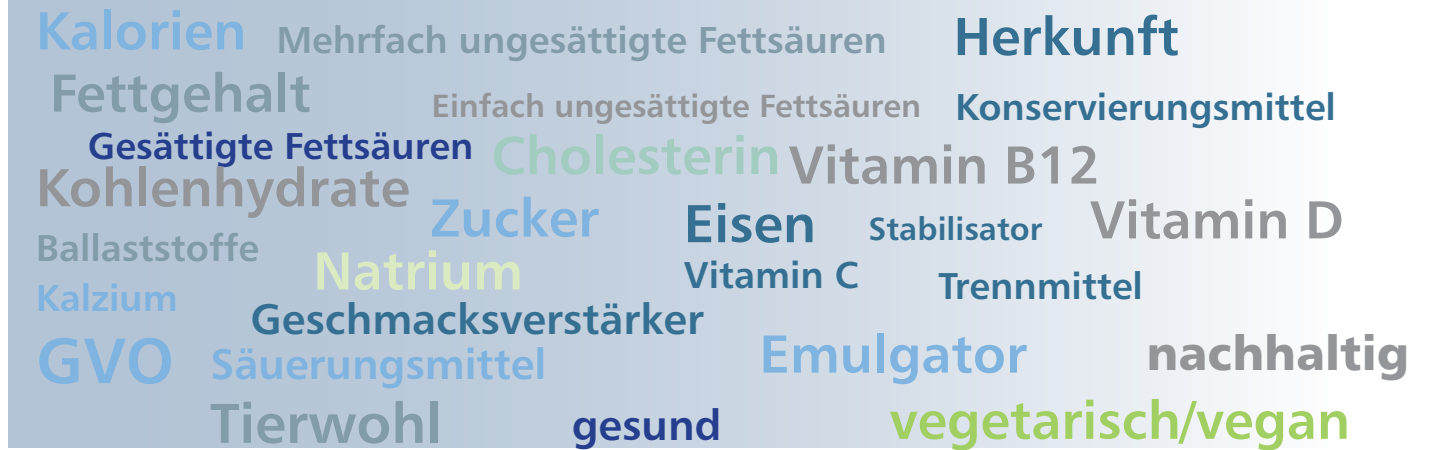 Kalorien
Mehrfach ungesättigte Fettsäuren
Herkunft
Fettgehalt
Einfach ungesättigte Fettsäuren
Konservierungsmittel
Gesättigte Fettsäuren
Cholesterin
Vitamin B12
Kohlenhydrate
Zucker
Eisen
Stabilisator
Vitamin D
Ballaststoffe
Natrium
Vitamin C
Trennmittel
Kalzium
Geschmacksverstärker
GVO
Säuerungsmittel
Emulgator
nachhaltig
Tierwohl
gesund
vegetarisch/vegan